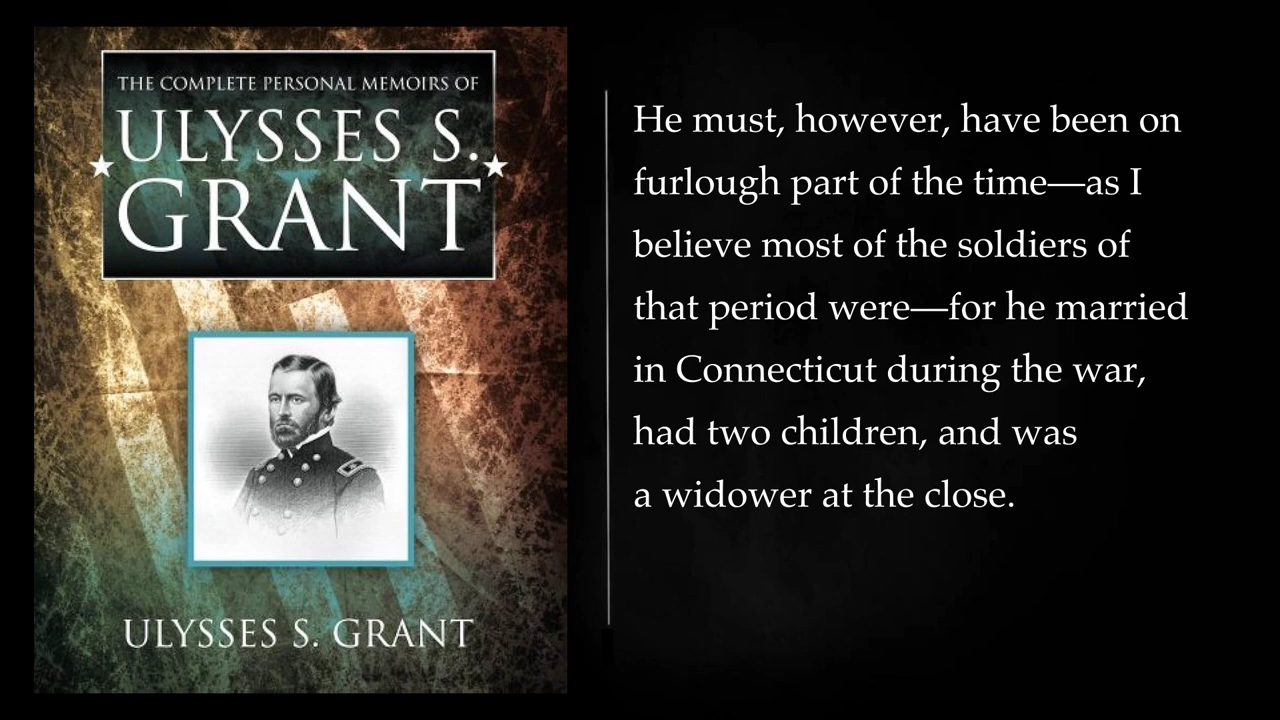 THE COMPLETE PERSONAL MEMOIRS OF
ULYSSES S.
GRANT
ULYSSES S. GRANT
He must, however, have been on
furlough part of the time—as I
believe most of the soldiers of
that period were—for he married
in Connecticut during the war,
had two children, and was
a widower at the close.